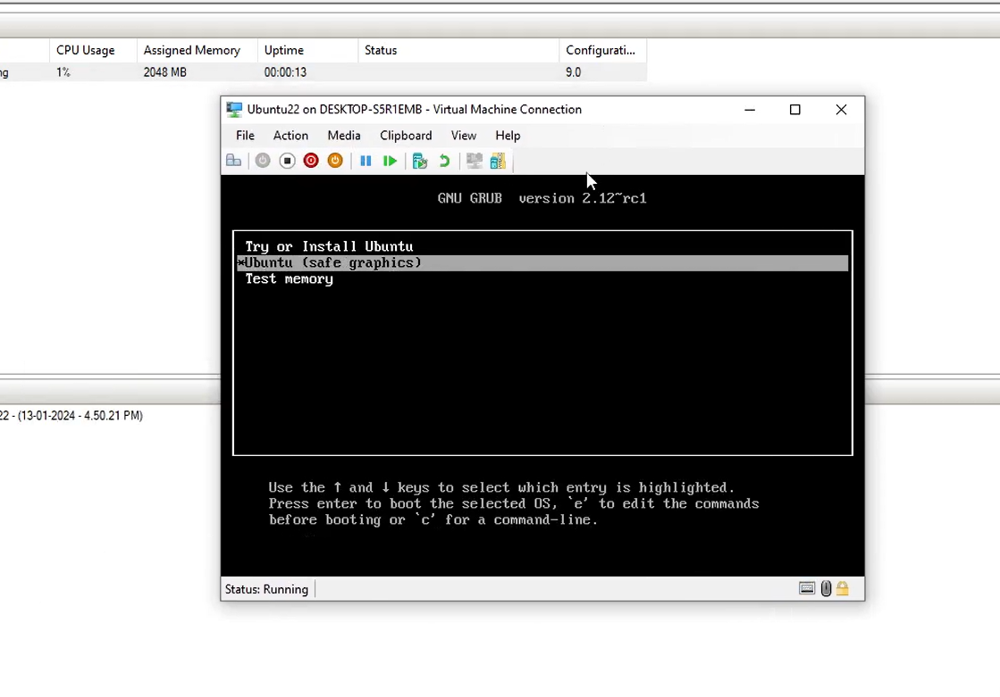 CPU Usage Assigned Memory Uptime Status Configurati...
ng 1% 2048 MB 00:00:13 9.0
Ubuntu22 on DESKTOP-S5R1EMB - Virtual Machine Connection
File Action Media Clipboard View Help
GNU GRUB version 2.12~rc1
Try or Install Ubuntu
*Ubuntu (safe graphics)
Test memory
22 - (13-01-2024 - 4.50.21 PM)
Use the ↑ and ↓ keys to select which entry is highlighted.
Press enter to boot the selected OS, `e' to edit the commands
before booting or `c' for a command-line.
Status: Running